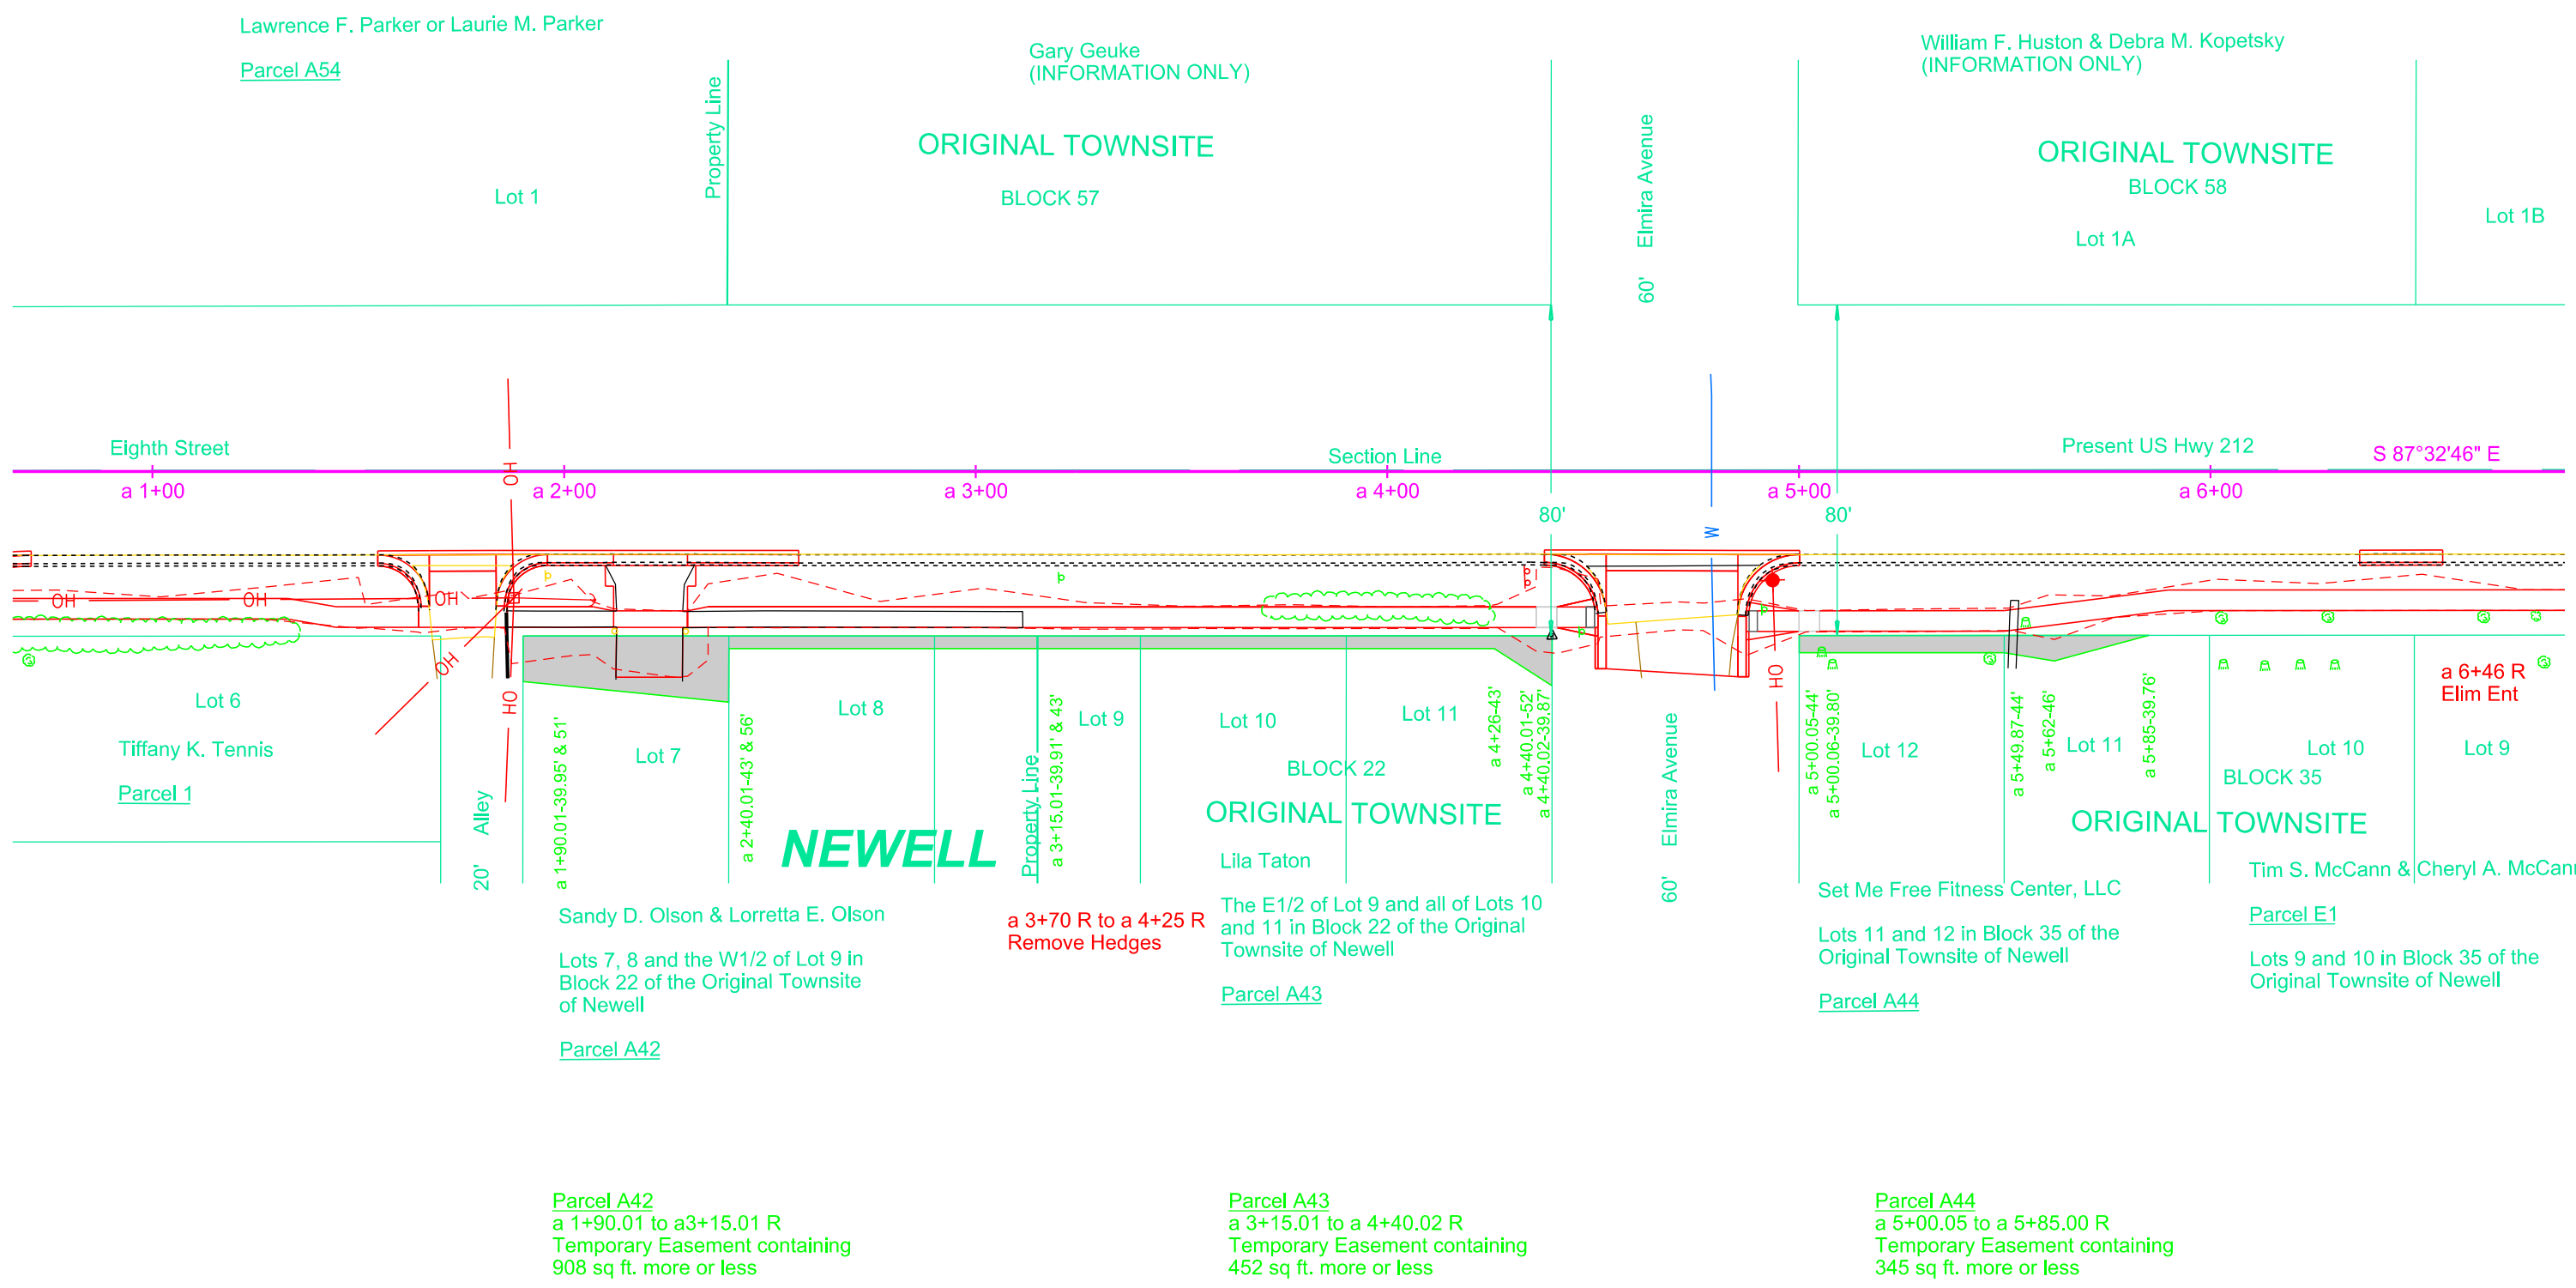 Lawrence F. Parker or Laurie M. Parker
Parcel A54
Lot 1
Property Line
Gary Geuke
(INFORMATION ONLY)
ORIGINAL TOWNSITE
BLOCK 57
60' Elmira Avenue
William F. Huston & Debra M. Kopetsky
(INFORMATION ONLY)
ORIGINAL TOWNSITE
BLOCK 58
Lot 1A
Lot 1B
Eighth Street
Section Line
Present US Hwy 212
S 87°32'46" E
a 1+00
a 2+00
a 3+00
a 4+00
a 5+00
a 6+00
80'
80'
W
OH
OH
OH
OH
OH
OH
OH
P
P
P
P
P
P
Lot 6
Tiffany K. Tennis
Parcel 1
20' Alley
a 1+90.01-39.95' & 51'
Lot 7
a 2+40.01-43' & 56'
Lot 8
NEWELL
Property Line
a 3+15.01-39.91' & 43'
Lot 9
Lot 10
Lot 11
BLOCK 22
ORIGINAL TOWNSITE
a 4+26-43'
a 4+40.01-52'
a 4+40.02-39.87'
60' Elmira Avenue
a 5+00.05-44'
a 5+00.06-39.80'
Lot 12
a 5+49.87-44'
a 5+62-46'
Lot 11
a 5+85-39.76'
Lot 10
BLOCK 35
ORIGINAL TOWNSITE
a 6+46 R
Elim Ent
Lot 9
Sandy D. Olson & Lorretta E. Olson
Lots 7, 8 and the W1/2 of Lot 9 in
Block 22 of the Original Townsite
of Newell
Parcel A42
a 3+70 R to a 4+25 R
Remove Hedges
Lila Taton
The E1/2 of Lot 9 and all of Lots 10
and 11 in Block 22 of the Original
Townsite of Newell
Parcel A43
Set Me Free Fitness Center, LLC
Lots 11 and 12 in Block 35 of the
Original Townsite of Newell
Parcel A44
Tim S. McCann & Cheryl A. McCann
Parcel E1
Lots 9 and 10 in Block 35 of the
Original Townsite of Newell
Parcel A42
a 1+90.01 to a3+15.01 R
Temporary Easement containing
908 sq ft. more or less
Parcel A43
a 3+15.01 to a 4+40.02 R
Temporary Easement containing
452 sq ft. more or less
Parcel A44
a 5+00.05 to a 5+85.00 R
Temporary Easement containing
345 sq ft. more or less